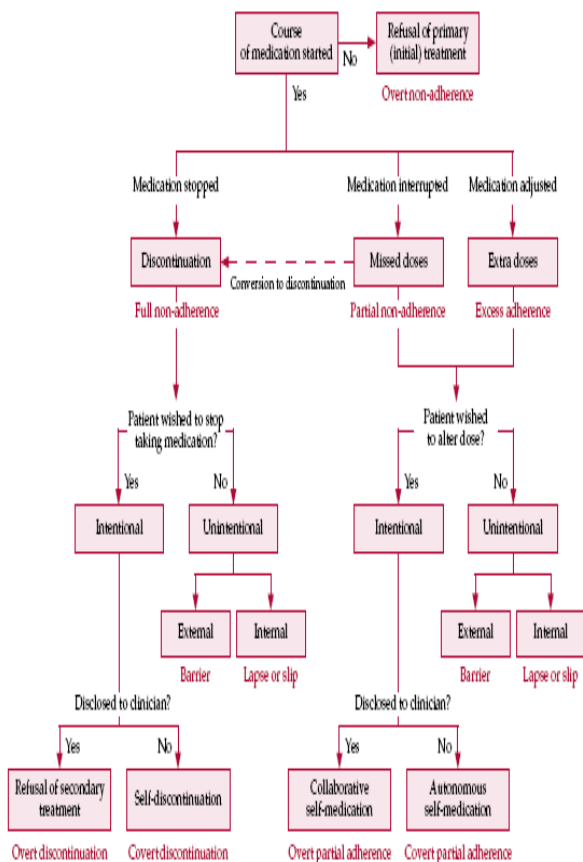 Course
of medication started
No
Refusal of primary
(initial) treatment
Yes
Overt non-adherence
Medication stopped
Medication interrupted
Medication adjusted
Discontinuation
Conversion to discontinuation
Missed doses
Extra doses
Full non-adherence
Partial non-adherence
Excess adherence
Patient wished to stop
taking medication?
Patient wished
to alter dose?
Yes
No
Yes
No
Intentional
Unintentional
Intentional
Unintentional
External
Internal
External
Internal
Barrier
Lapse or slip
Barrier
Lapse or slip
Disclosed to clinician?
Disclosed to clinician?
Yes
No
Yes
No
Refusal of secondary
treatment
Self-discontinuation
Collaborative
self-medication
Autonomous
self-medication
Overt discontinuation
Covert discontinuation
Overt partial adherence
Covert partial adherence